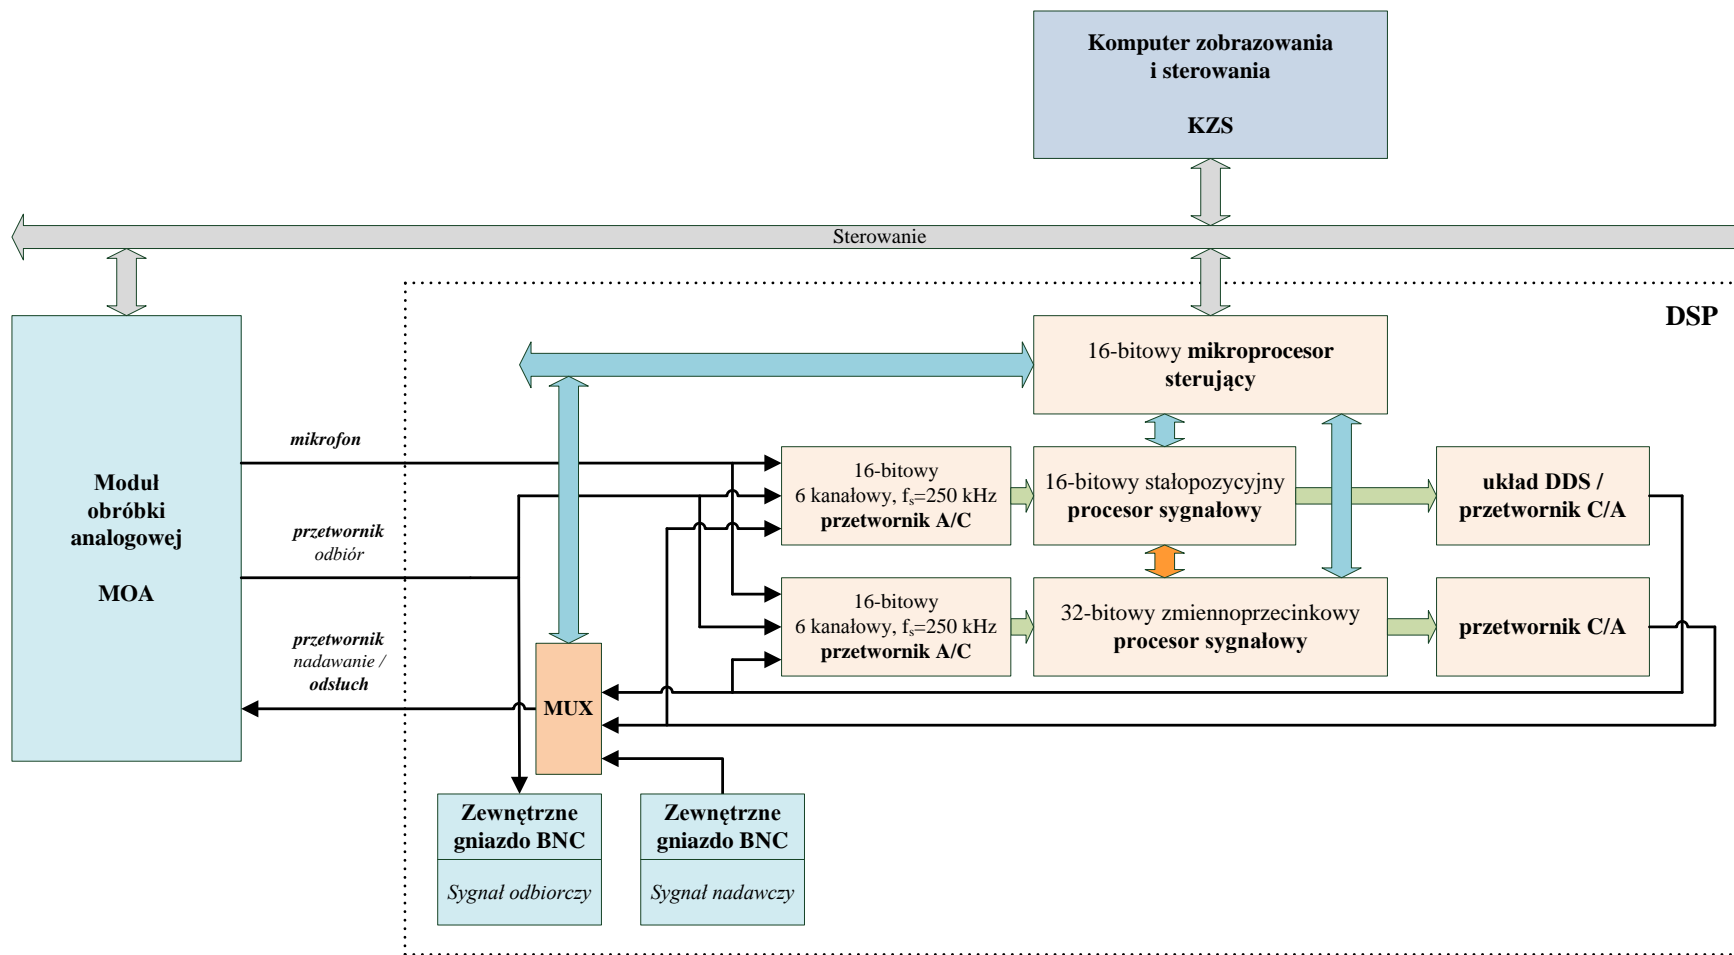 Komputer zobrazowania
i sterowania
KZS
Sterowanie
DSP
16-bitowy mikroprocesor
sterujący
mikrofon
Moduł
obróbki
analogowej
MOA
przetwornik
odbiór
przetwornik
nadawanie /
odsłuch
16-bitowy
6 kanałowy, fs=250 kHz
przetwornik A/C
16-bitowy stałopozycyjny
procesor sygnałowy
układ DDS /
przetwornik C/A
16-bitowy
6 kanałowy, fs=250 kHz
przetwornik A/C
32-bitowy zmiennoprzecinkowy
procesor sygnałowy
przetwornik C/A
MUX
Zewnętrzne
gniazdo BNC
Sygnał odbiorczy
Zewnętrzne
gniazdo BNC
Sygnał nadawczy